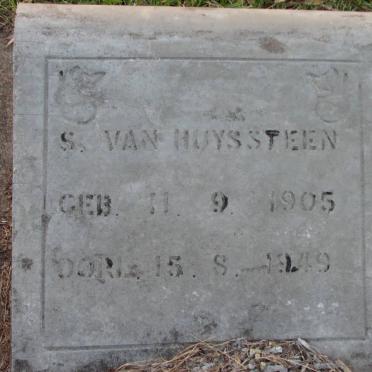 S. VAN HUYSSTEEN
GEB. 11. 9. 1905
OORL. 15. 8. 1949